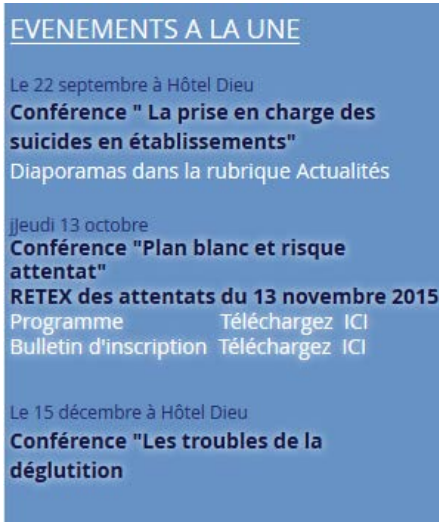 EVENEMENTS A LA UNE
Le 22 septembre à Hôtel Dieu
Conférence " La prise en charge des
suicides en établissements"
Diaporamas dans la rubrique Actualités
jJeudi 13 octobre
Conférence "Plan blanc et risque
attentat"
RETEX des attentats du 13 novembre 2015
Programme Téléchargez ICI
Bulletin d'inscription Téléchargez ICI
Le 15 décembre à Hôtel Dieu
Conférence "Les troubles de la
déglutition